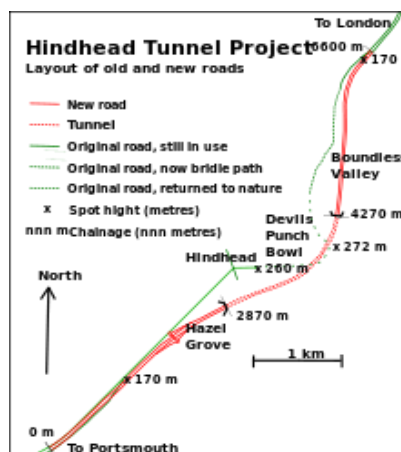 To London
Hindhead Tunnel Project
6600 m
Layout of old and new roads
x 170
New road
Tunnel
Original road, still in use
Original road, now bridle path
Original road, returned to nature
x Spot hight (metres)
nnn m Chainage (nnn metres)
Boundless
Valley
4270 m
Devils
Punch
Bowl
x 272 m
Hindhead
x 260 m
North
2870 m
Hazel
Grove
1 km
x 170 m
0 m
To Portsmouth